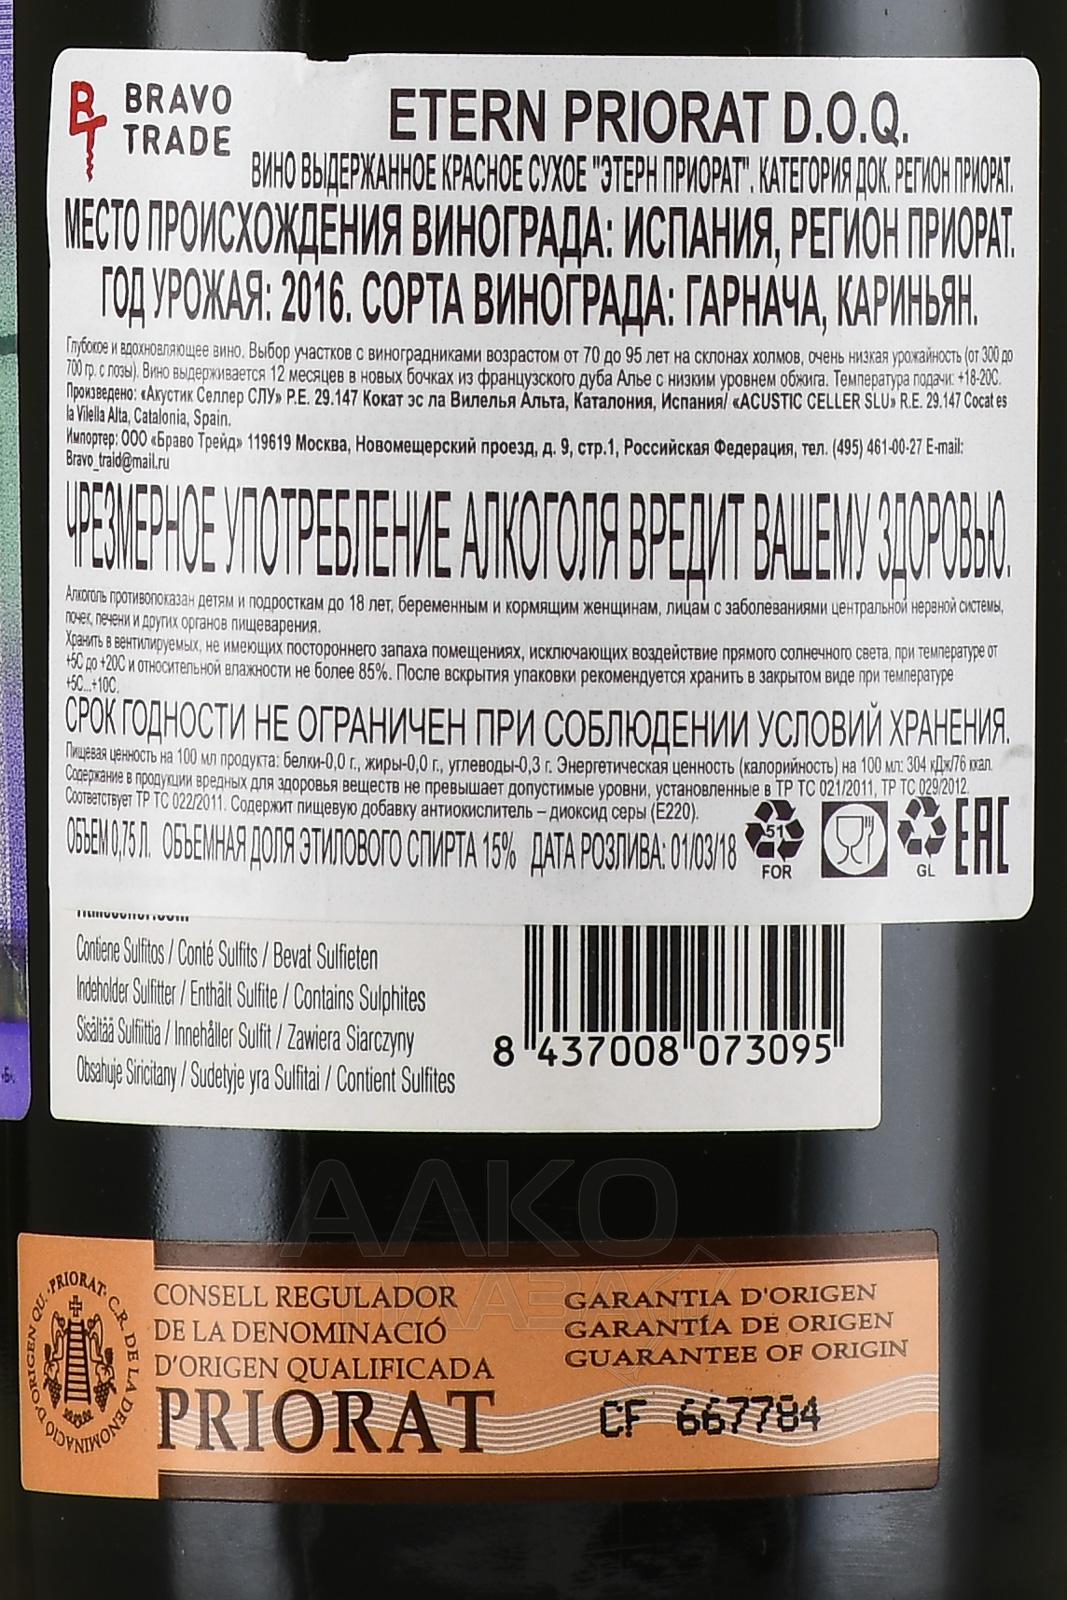 BRAVO
TRADE
ETERN PRIORAT D.O.Q.
ВИНО ВЫДЕРЖАННОЕ КРАСНОЕ СУХОЕ "ЭТЕРН ПРИОРАТ". КАТЕГОРИЯ ДОК. РЕГИОН ПРИОРАТ.
МЕСТО ПРОИСХОЖДЕНИЯ ВИНОГРАДА: ИСПАНИЯ, РЕГИОН ПРИОРАТ.
ГОД УРОЖАЯ: 2016. СОРТА ВИНОГРАДА: ГАРНАЧА, КАРИНЬЯН.
Глубокое и вдохновляющее вино. Выбор участков с виноградниками возрастом от 70 до 95 лет на склонах холмов, очень низкая урожайность (от 300 до
700 гр. с лозы). Вино выдерживается 12 месяцев в новых бочках из французского дуба Алье с низким уровнем обжига. Температура подачи: +18-20С.
Произведено: «Акустик Селлер СЛУ» Р.Е. 29.147 Кокат эс ла Вилелья Альта, Каталония, Испания/ «ACUSTIC CELLER SLU» R.E. 29.147 Cocat es
la Vilella Alta, Catalonia, Spain.
Импортер: ООО «Браво Трейд» 119619 Москва, Новомещерский проезд, д. 9, стр.1, Российская Федерация, тел. (495) 461-00-27 E-mail:
Bravo_traid@mail.ru
ЧРЕЗМЕРНОЕ УПОТРЕБЛЕНИЕ АЛКОГОЛЯ ВРЕДИТ ВАШЕМУ ЗДОРОВЬЮ.
Алкоголь противопоказан детям и подросткам до 18 лет, беременным и кормящим женщинам, лицам с заболеваниями центральной нервной системы,
почек, печени и других органов пищеварения.
Хранить в вентилируемых, не имеющих постороннего запаха помещениях, исключающих воздействие прямого солнечного света, при температуре от
+5С до +20С и относительной влажности не более 85%. После вскрытия упаковки рекомендуется хранить в закрытом виде при температуре
+5С...+10С.
СРОК ГОДНОСТИ НЕ ОГРАНИЧЕН ПРИ СОБЛЮДЕНИИ УСЛОВИЙ ХРАНЕНИЯ.
Пищевая ценность на 100 мл продукта: белки-0,0 г., жиры-0,0 г., углеводы-0,3 г. Энергетическая ценность (калорийность) на 100 мл: 304 кДж/76 ккал.
Содержание в продукции вредных для здоровья веществ не превышает допустимые уровни, установленные в ТР ТС 021/2011, ТР ТС 029/2012.
Соответствует ТР ТС 022/2011. Содержит пищевую добавку антиокислитель – диоксид серы (Е220).
ОБЪЕМ 0,75 Л. ОБЪЕМНАЯ ДОЛЯ ЭТИЛОВОГО СПИРТА 15% ДАТА РОЗЛИВА: 01/03/18
51
FOR
GL
EAC
Contiene Sulfitos / Conté Sulfits / Bevat Sulfieten
Indeholder Sulfitter / Enthält Sulfite / Contains Sulphites
Sisältää Sulfiittia / Innehåller Sulfit / Zawiera Siarczyny
Obsahuje Siricitany / Sudetyje yra Sulfitai / Contient Sulfites
8 437008 073095
АЛКО
ПЛАЗА
D'ORIGEN QU. PRIORAT C.R. DE LA DENOMINACIÓ
CONSELL REGULADOR
DE LA DENOMINACIÓ
D'ORIGEN QUALIFICADA
PRIORAT
GARANTIA D'ORIGEN
GARANTÍA DE ORIGEN
GUARANTEE OF ORIGIN
CF 667784